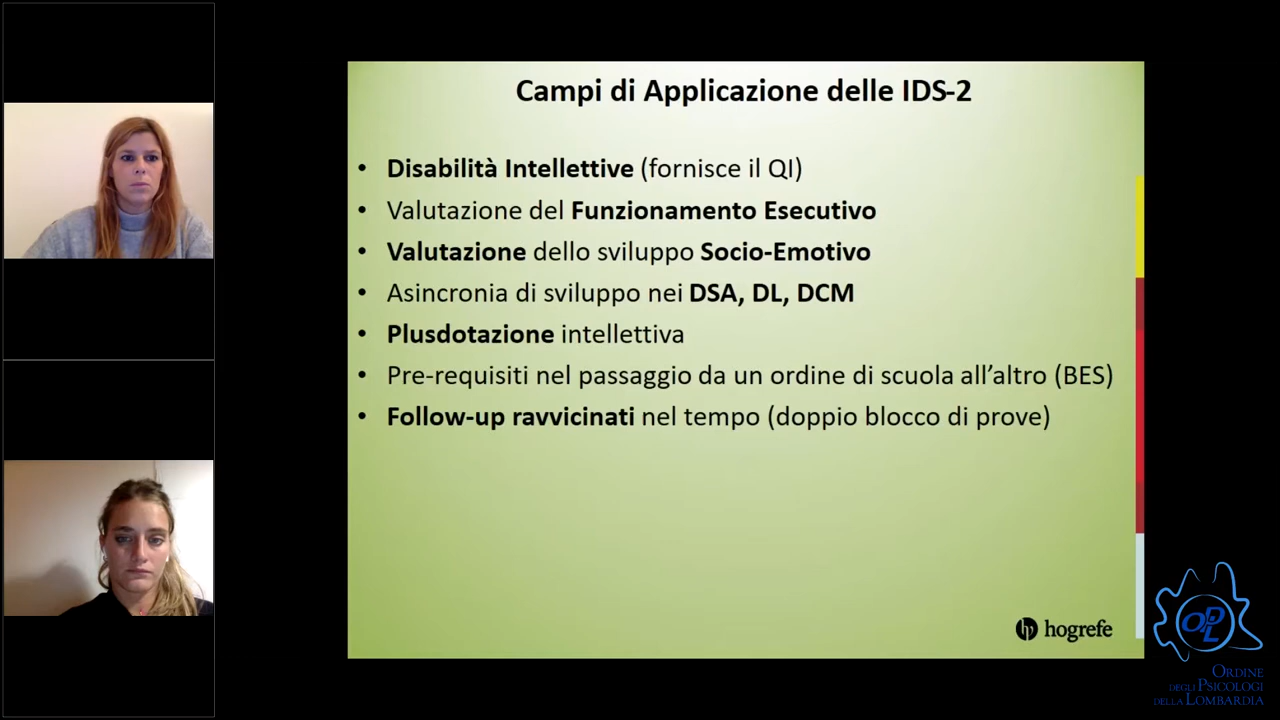 Campi di Applicazione delle IDS-2
• Disabilità Intellettive (fornisce il QI)
• Valutazione del Funzionamento Esecutivo
• Valutazione dello sviluppo Socio-Emotivo
• Asincronia di sviluppo nei DSA, DL, DCM
• Plusdotazione intellettiva
• Pre-requisiti nel passaggio da un ordine di scuola all’altro (BES)
• Follow-up ravvicinati nel tempo (doppio blocco di prove)
hogrefe
OPL
ORDINE
DEGLI PSICOLOGI
DELLA LOMBARDIA